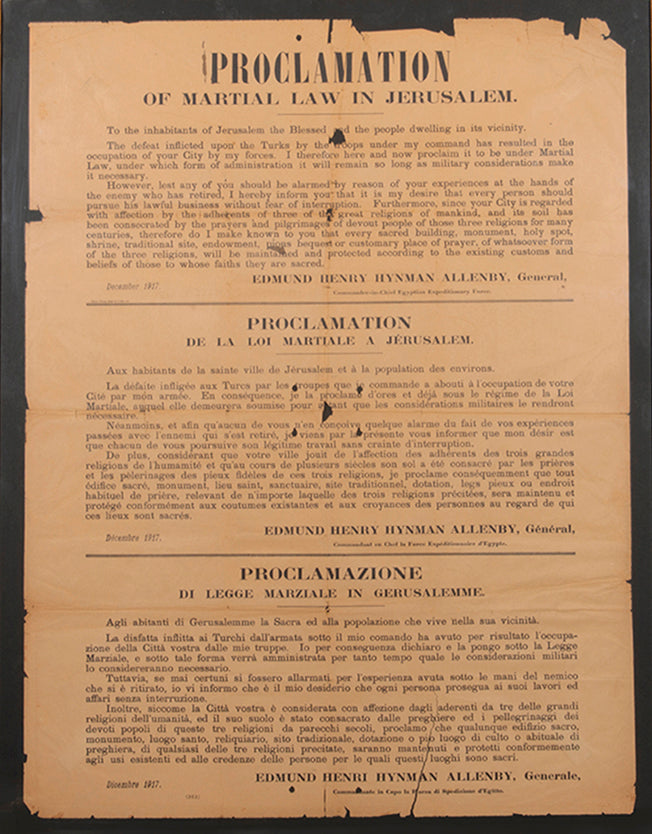 PROCLAMATION
OF MARTIAL LAW IN JERUSALEM.
To the inhabitants of Jerusalem the Blessed and the people dwelling in its vicinity.
The defeat inflicted upon the Turks by the troops under my command has resulted in the
occupation of your City by my forces. I therefore here and now proclaim it to be under Martial
Law, under which form of administration it will remain so long as military considerations make
it necessary.
However, lest any of you should be alarmed by reason of your experiences at the hands of
the enemy who has retired, I hereby inform you that it is my desire that every person should
pursue his lawful business without fear of interruption. Furthermore, since your City is regarded
with affection by the adherents of three of the great religions of mankind, and its soil has
been consecrated by the prayers and pilgrimages of devout people of those three religions for many
centuries, therefore do I make known to you that every sacred building, monument, holy spot,
shrine, traditional site, endowment, pious bequest or customary place of prayer, of whatsoever form
of the three religions, will be maintained and protected according to the existing customs and
beliefs of those to whose faiths they are sacred.
EDMUND HENRY HYNMAN ALLENBY, General,
December 1917.
Commander-in-Chief Egyptian Expeditionary Force.
PROCLAMATION
DE LA LOI MARTIALE A JÉRUSALEM.
Aux habitants de la sainte ville de Jérusalem et à la population des environs.
La défaite infligée aux Turcs par les troupes que je commande a abouti à l'occupation de votre
Cité par mon armée. En conséquence, je la proclame d'ores et déjà sous le régime de la Loi
Martiale, auquel elle demeurera soumise pour autant que les considérations militaires le rendront
nécessaire.
Néanmoins, et afin qu'aucun de vous n'en conçoive quelque alarme du fait de vos expériences
passées avec l'ennemi qui s'est retiré, je viens par la présente vous informer que mon désir est
que chacun de vous poursuive son légitime travail sans crainte d'interruption.
De plus, considérant que votre ville jouit de l'affection des adhérents des trois grandes
religions de l'humanité et qu'au cours de plusieurs siècles son sol a été consacré par les prières
et les pèlerinages des pieux fidèles de ces trois religions, je proclame conséquemment que tout
édifice sacré, monument, lieu saint, sanctuaire, site traditionnel, dotation, legs pieux ou endroit
habituel de prière, relevant de n'importe laquelle des trois religions précitées, sera maintenu et
protégé conformément aux coutumes existantes et aux croyances des personnes au regard de qui
ces lieux sont sacrés.
EDMUND HENRY HYNMAN ALLENBY, Général,
Décembre 1917.
Commandant en Chef la Force Expéditionnaire d'Egypte.
PROCLAMAZIONE
DI LEGGE MARZIALE IN GERUSALEMME.
Agli abitanti di Gerusalemme la Sacra ed alla popolazione che vive nella sua vicinità.
La disfatta inflitta ai Turchi dall'armata sotto il mio comando ha avuto per risultato l'occupa-
zione della Città vostra dalle mie truppe. Io per conseguenza dichiaro e la pongo sotto la Legge
Marziale, e sotto tale forma verrà amministrata per tanto tempo quale le considerazioni militari
lo considereranno necessario.
Tuttavia, se mai certuni si fossero allarmati per l'esperienza avuta sotto le mani del nemico
che si è ritirato, io vi informo che è il mio desiderio che ogni persona prosegua ai suoi lavori ed
affari senza interruzione.
Inoltre, siccome la Città vostra è considerata con affezione dagli aderenti da tre delle grandi
religioni dell'umanità, ed il suo suolo è stato consacrato dalle preghiere ed i pellegrinaggi dei
devoti popoli di queste tre religioni da parecchi secoli, proclamo che qualunque edifizio sacro,
monumento, luogo santo, reliquiario, sito tradizionale, dotazione o pio luogo di culto o abituale di
preghiera, di qualsiasi delle tre religioni precitate, saranno mantenuti e protetti conformemente
agli usi esistenti ed alle credenze delle persone per le quali questi luoghi sono sacri.
EDMUND HENRI HYNMAN ALLENBY, Generale,
Dicembre 1917.
Commandante in Capo la Forza di Spedizione d'Egitto.